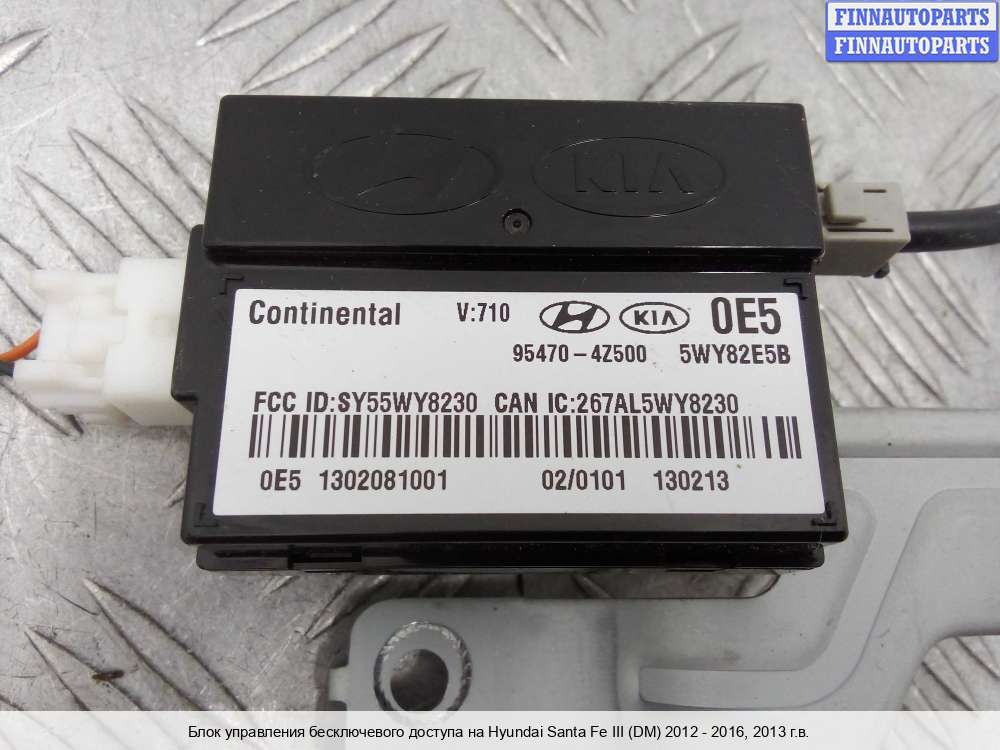 FINNAUTOPARTS
FINNAUTOPARTS
KIA
Continental V:710 KIA 0E5
95470-4Z500 5WY82E5B
FCC ID:SY55WY8230 CAN IC:267AL5WY8230
0E5 1302081001 02/0101 130213
Блок управления бесключевого доступа на Hyundai Santa Fe III (DM) 2012 - 2016, 2013 г.в.